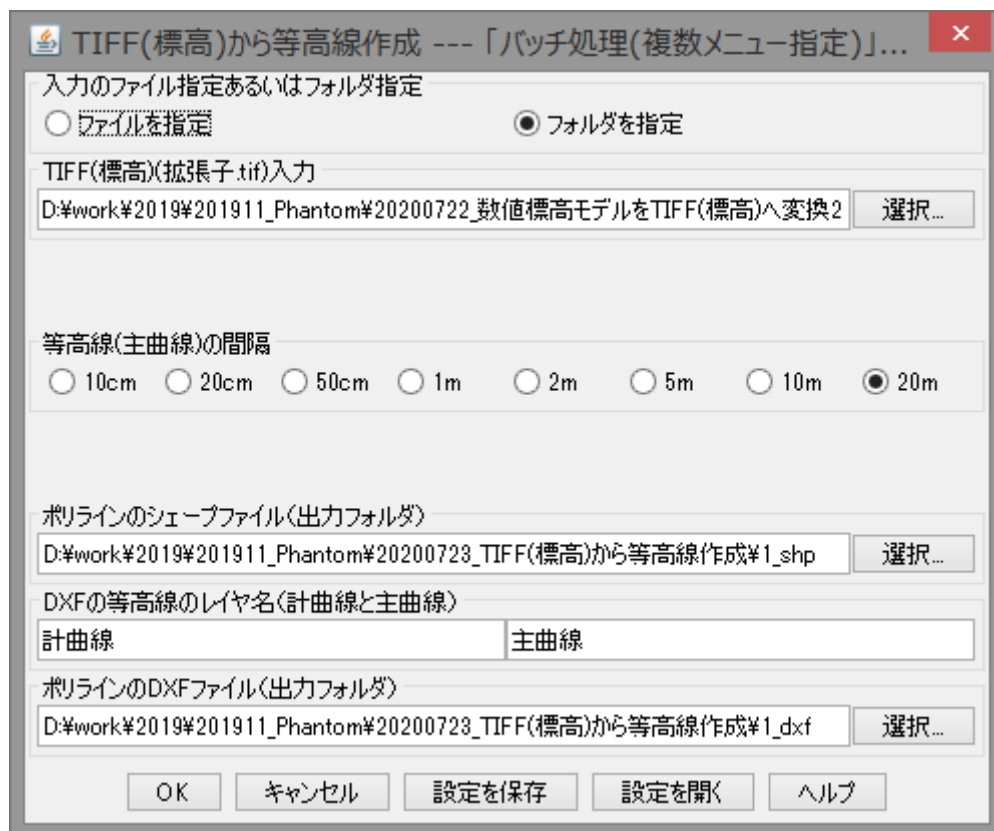 TIFF(標高)から等高線作成 --- 「バッチ処理(複数メニュー指定)」...
入力のファイル指定あるいはフォルダ指定
ファイルを指定 フォルダを指定
TIFF(標高)(拡張子.tif)入力
D:¥work¥2019¥201911_Phantom¥20200722_数値標高モデルをTIFF(標高)へ変換2 選択...
等高線(主曲線)の間隔
10cm 20cm 50cm 1m 2m 5m 10m 20m
ポリラインのシェープファイル(出力フォルダ)
D:¥work¥2019¥201911_Phantom¥20200723_TIFF(標高)から等高線作成¥1_shp 選択...
DXFの等高線のレイヤ名(計曲線と主曲線)
計曲線 主曲線
ポリラインのDXFファイル(出力フォルダ)
D:¥work¥2019¥201911_Phantom¥20200723_TIFF(標高)から等高線作成¥1_dxf 選択...
OK キャンセル 設定を保存 設定を開く ヘルプ